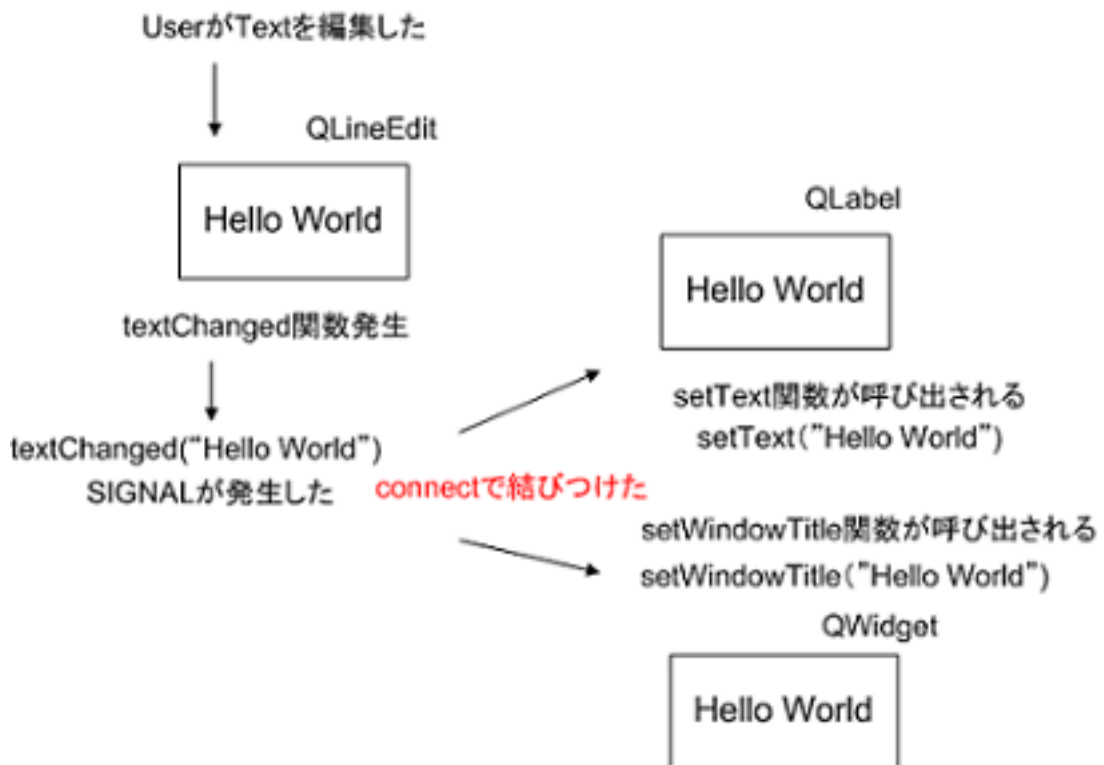 UserがTextを編集した
QLineEdit
Hello World
textChanged関数発生
textChanged(“Hello World”)
SIGNALが発生した
connectで結びつけた
QLabel
Hello World
setText関数が呼び出される
setText(”Hello World”)
setWindowTitle関数が呼び出される
setWindowTitle(”Hello World”)
QWidget
Hello World